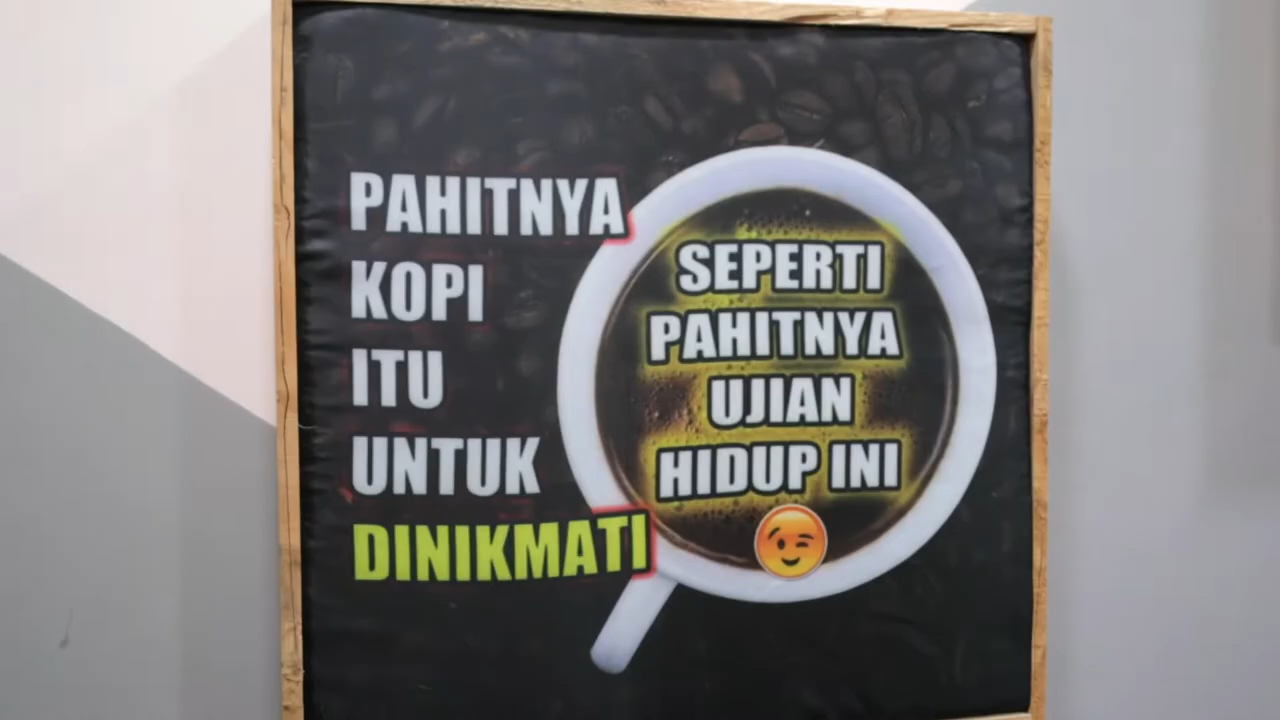 PAHITNYA
KOPI
ITU
UNTUK
DINIKMATI
SEPERTI
PAHITNYA
UJIAN
HIDUP INI